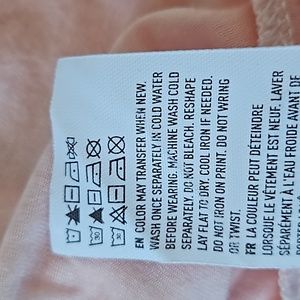 EN COLOR MAY TRANSFER WHEN NEW.
WASH ONCE SEPARATELY IN COLD WATER
BEFORE WEARING. MACHINE WASH COLD
SEPARATELY. DO NOT BLEACH. RESHAPE
LAY FLAT TO DRY. COOL IRON IF NEEDED.
DO NOT IRON ON PRINT. DO NOT WRING
OR TWIST.
FR LA COULEUR PEUT DÉTEINDRE
LORSQUE LE VÊTEMENT EST NEUF. LAVER
SÉPARÉMENT À L'EAU FROIDE AVANT DE